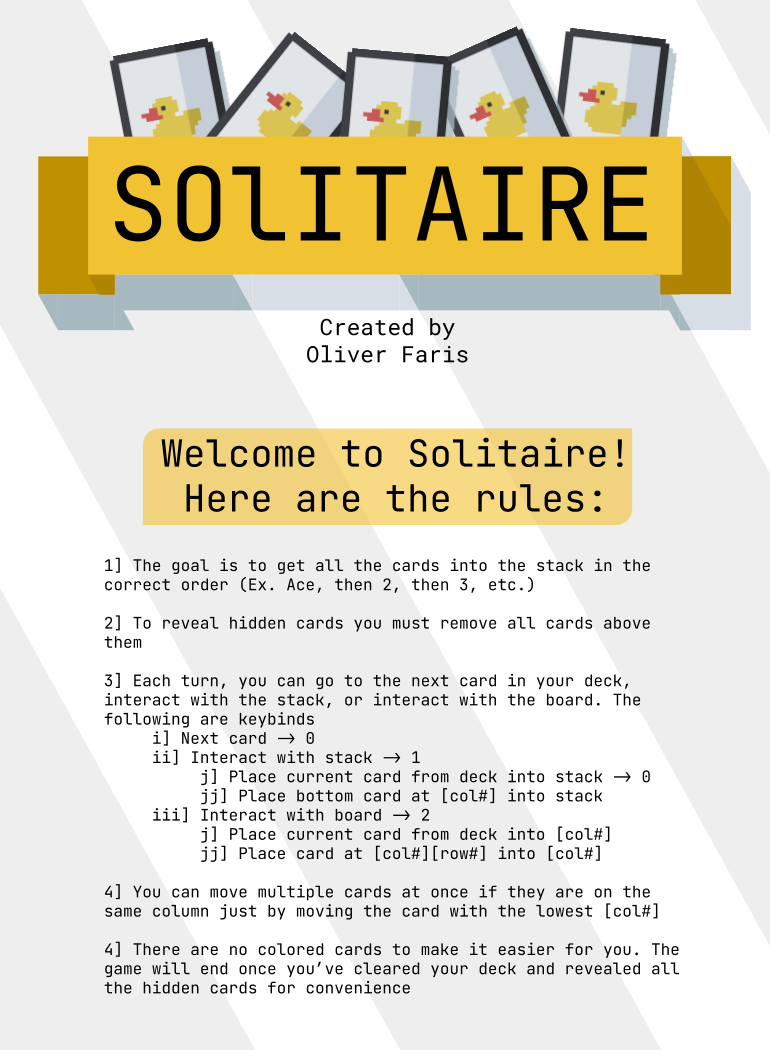 SOlITAIRE
Created by
Oliver Faris
Welcome to Solitaire!
Here are the rules:
1] The goal is to get all the cards into the stack in the
correct order (Ex. Ace, then 2, then 3, etc.)
2] To reveal hidden cards you must remove all cards above
them
3] Each turn, you can go to the next card in your deck,
interact with the stack, or interact with the board. The
following are keybinds
i] Next card → 0
ii] Interact with stack → 1
j] Place current card from deck into stack → 0
jj] Place bottom card at [col#] into stack
iii] Interact with board → 2
j] Place current card from deck into [col#]
jj] Place card at [col#][row#] into [col#]
4] You can move multiple cards at once if they are on the
same column just by moving the card with the lowest [col#]
4] There are no colored cards to make it easier for you. The
game will end once you’ve cleared your deck and revealed all
the hidden cards for convenience